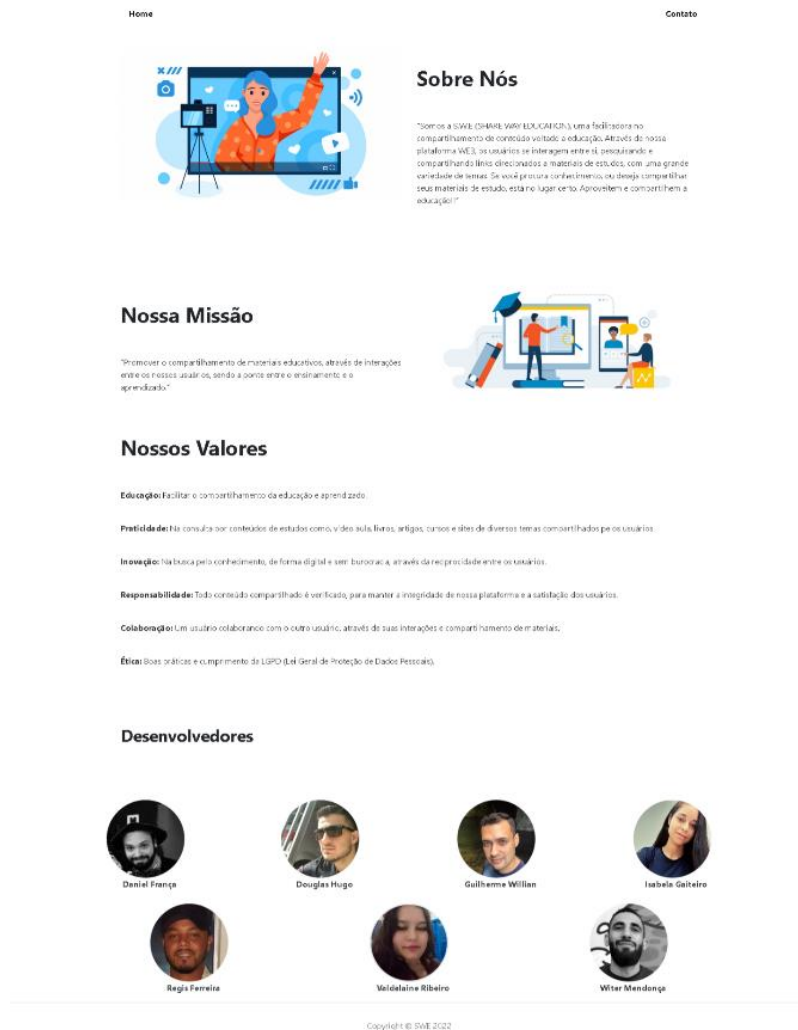 Home
Contato
Sobre Nós
"Somos a S.W.E (SHARE WAY EDUCATION), uma facilitadora no
compartilhamento de conteúdo voltado a educação. Através de nossa
plataforma WEB, os usuários se interagem entre si, pesquisando e
compartilhando links direcionados a materiais de estudos, com uma grande
variedade de temas. Se você procura conhecimento, ou deseja compartilhar
seus materiais de estudo, está no lugar certo. Aproveitem e compartilhem a
educação!!"
Nossa Missão
"Promover o compartilhamento de materiais educativos, através de interações
entre os nossos usuários, sendo a ponte entre o ensinamento e o
aprendizado."
Nossos Valores
Educação: Facilitar o compartilhamento da educação e aprendizado.
Praticidade: Na consulta por conteúdos de estudos como, vídeo aula, livros, artigos, cursos e sites de diversos temas compartilhados pelos usuários.
Inovação: Na busca pelo conhecimento, de forma digital e sem burocracia, através da reciprocidade entre os usuários.
Responsabilidade: Todo conteúdo compartilhado é verificado, para manter a integridade de nossa plataforma e a satisfação dos usuários.
Colaboração: Um usuário colaborando com o outro usuário, através de suas interações e compartilhamento de materiais.
Ética: Boas práticas e cumprimento da LGPD (Lei Geral de Proteção de Dados Pessoais).
Desenvolvedores
Daniel França
Douglas Hugo
Guilherme Willian
Isabela Gaiteiro
Regis Ferreira
Valdalaine Ribeiro
Witer Mendonça
Copyright © SWE 2022